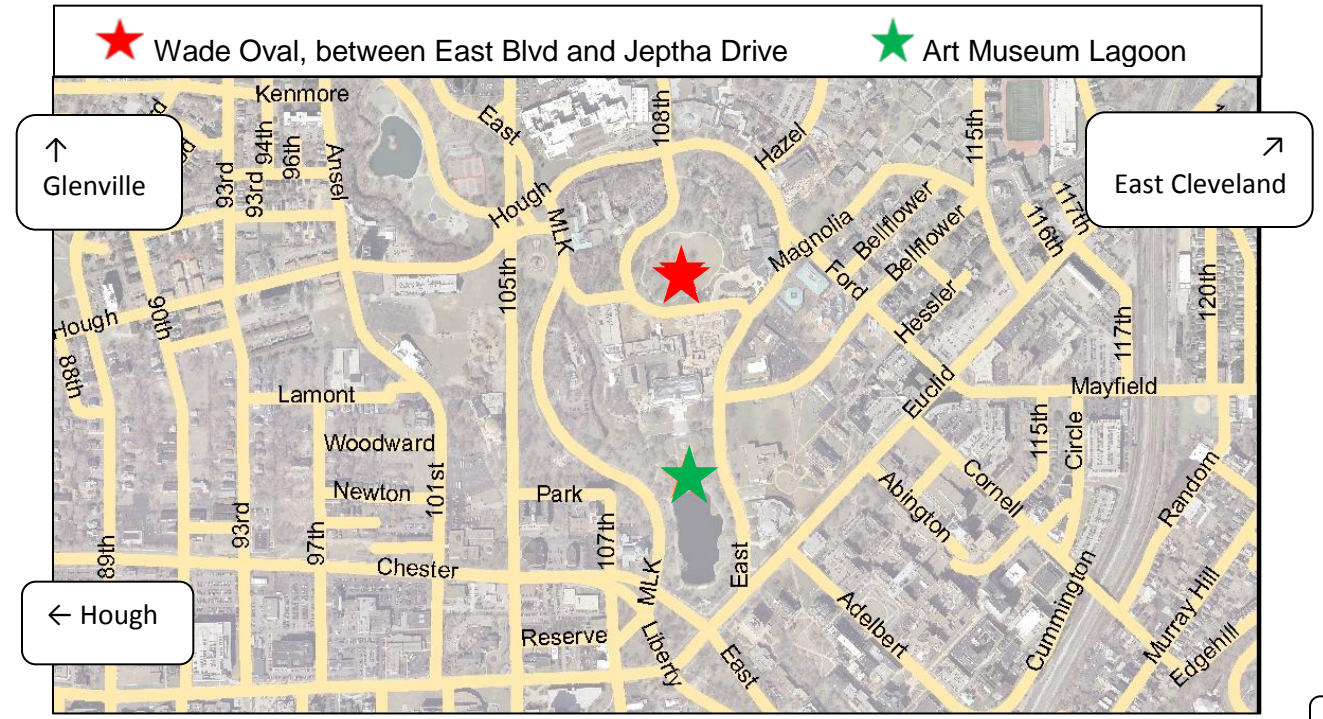 Wade Oval, between East Blvd and Jeptha Drive
Art Museum Lagoon
Kenmore
East
108th
Hazel
115th
↑
Glenville
↗
East Cleveland
93rd
94th
96th
Ansel
93rd
Hough
MLK
Magnolia
Bellflower
Bellflower
Ford
116th
117th
Hough
90th
105th
Hessler
117th
120th
88th
Lamont
Euclid
Mayfield
Woodward
115th
Circle
Newton
101st
Park
Abington
Cornell
Random
89th
93rd
97th
107th
Chester
MLK
East
← Hough
Reserve
Liberty
East
Adelbert
Cummington
Murray Hill
Edgehill